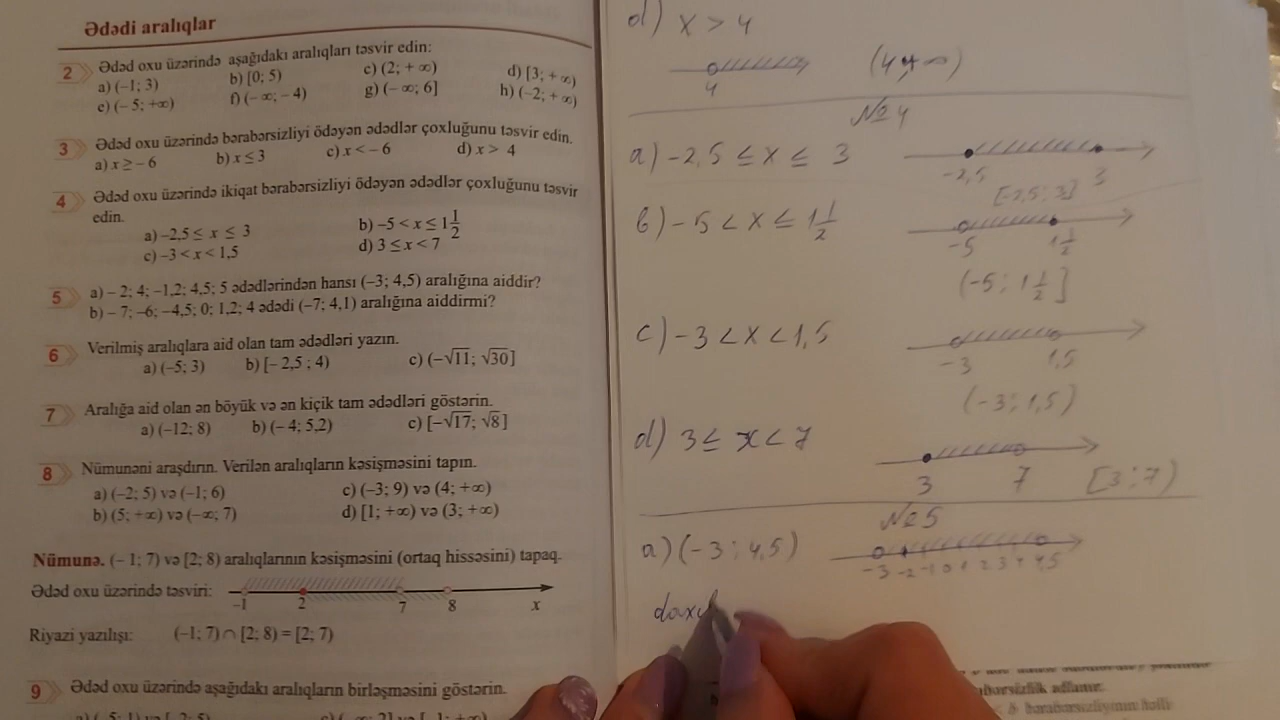 Ədədi aralıqlar
2 Ədəd oxu üzərində aşağıdakı aralıqları təsvir edin:
a) (–1; 3) b) [0; 5) c) (2; + ∞) d) [3; + ∞)
e) (– 5; +∞) f) (– ∞; – 4) g) (– ∞; 6] h) (–2; + ∞)
3 Ədəd oxu üzərində bərabərsizliyi ödəyən ədədlər çoxluğunu təsvir edin.
a) x ≥ – 6 b) x ≤ 3 c) x < – 6 d) x > 4
4 Ədəd oxu üzərində ikiqat bərabərsizliyi ödəyən ədədlər çoxluğunu təsvir
edin.
a) –2,5 ≤ x ≤ 3 b) –5 < x ≤ 1 1/2
c) –3 < x < 1,5 d) 3 ≤ x < 7
5 a) – 2; 4; –1,2; 4,5; 5 ədədlərindən hansı (–3; 4,5) aralığına aiddir?
b) – 7; –6; –4,5; 0; 1,2; 4 ədədi (–7; 4,1) aralığına aiddirmi?
6 Verilmiş aralıqlara aid olan tam ədədləri yazın.
a) (–5; 3) b) [– 2,5 ; 4) c) (–√11; √30]
7 Aralığa aid olan ən böyük və ən kiçik tam ədədləri göstərin.
a) (–12; 8) b) (– 4; 5,2) c) [–√17; √8]
8 Nümunəni araşdırın. Verilən aralıqların kəsişməsini tapın.
a) (–2; 5) və (–1; 6) c) (–3; 9) və (4; +∞)
b) (5; +∞) və (–∞; 7) d) [1; +∞) və (3; +∞)
Nümunə. (– 1; 7) və [2; 8) aralıqlarının kəsişməsini (ortaq hissəsini) tapaq.
Ədəd oxu üzərində təsviri:
–1 2 7 8 x
Riyazi yazılışı: (–1; 7) ∩ [2; 8) = [2; 7)
9 Ədəd oxu üzərində aşağıdakı aralıqların birləşməsini göstərin.
d) x > 4
4 (4; +∞)
№ 4
a) -2,5 ≤ x ≤ 3
-2,5 3
[-2,5 ; 3]
b) -5 < x ≤ 1 1/2
-5 1 1/2
(-5 ; 1 1/2]
c) -3 < x < 1,5
-3 1,5
(-3 ; 1,5)
d) 3 ≤ x < 7
3 7 [3 ; 7)
№ 5
a) (-3 ; 4,5)
-3 -2 -1 0 1 2 3 4 4,5
bərabərsizliyinin həlli